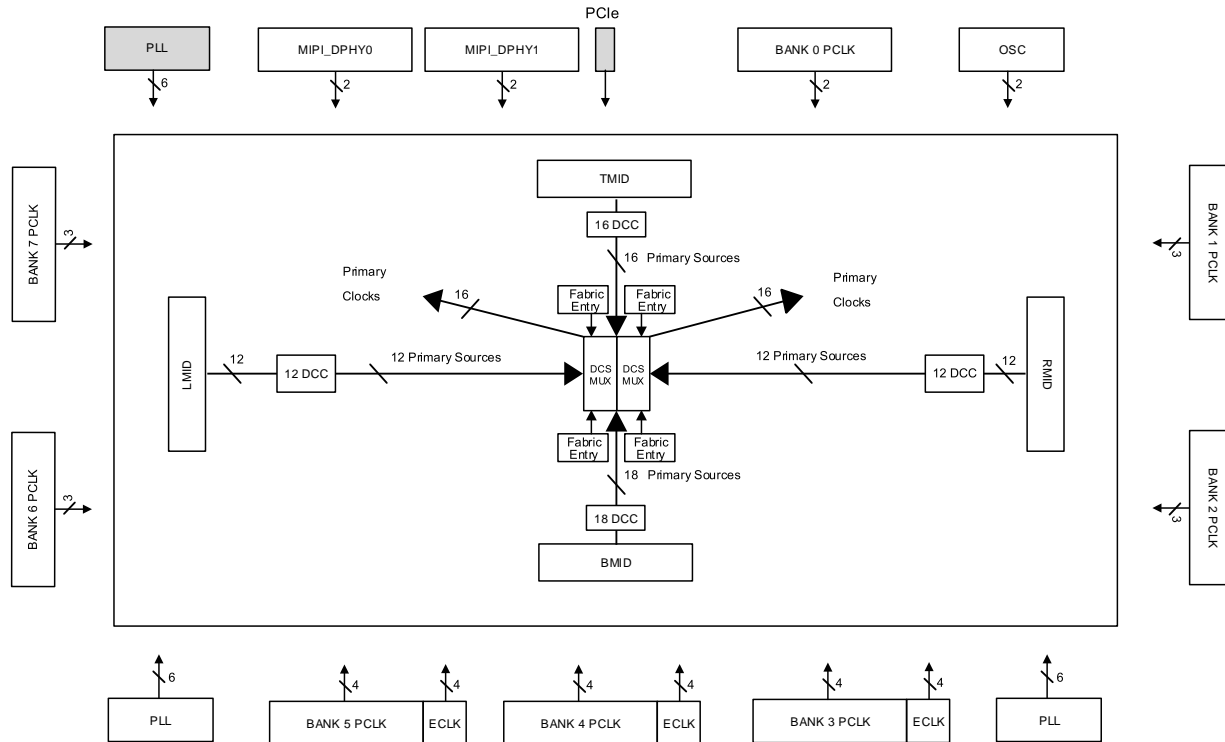 PCIe
PLL
MIPI_DPHY0
MIPI_DPHY1
BANK 0 PCLK
OSC
6
2
2
2
2
TMID
BANK 7 PCLK
3
BANK 1 PCLK
3
16 DCC
16 Primary Sources
Primary
Clocks
16
Fabric
Entry
Fabric
Entry
16
Primary
Clocks
LMID
12
12 DCC
12 Primary Sources
DCS
MUX
DCS
MUX
12 Primary Sources
12 DCC
12
RMID
Fabric
Entry
Fabric
Entry
18 Primary Sources
BANK 6 PCLK
3
BANK 2 PCLK
3
18 DCC
BMID
6
4
4
4
4
4
4
6
PLL
BANK 5 PCLK
ECLK
BANK 4 PCLK
ECLK
BANK 3 PCLK
ECLK
PLL